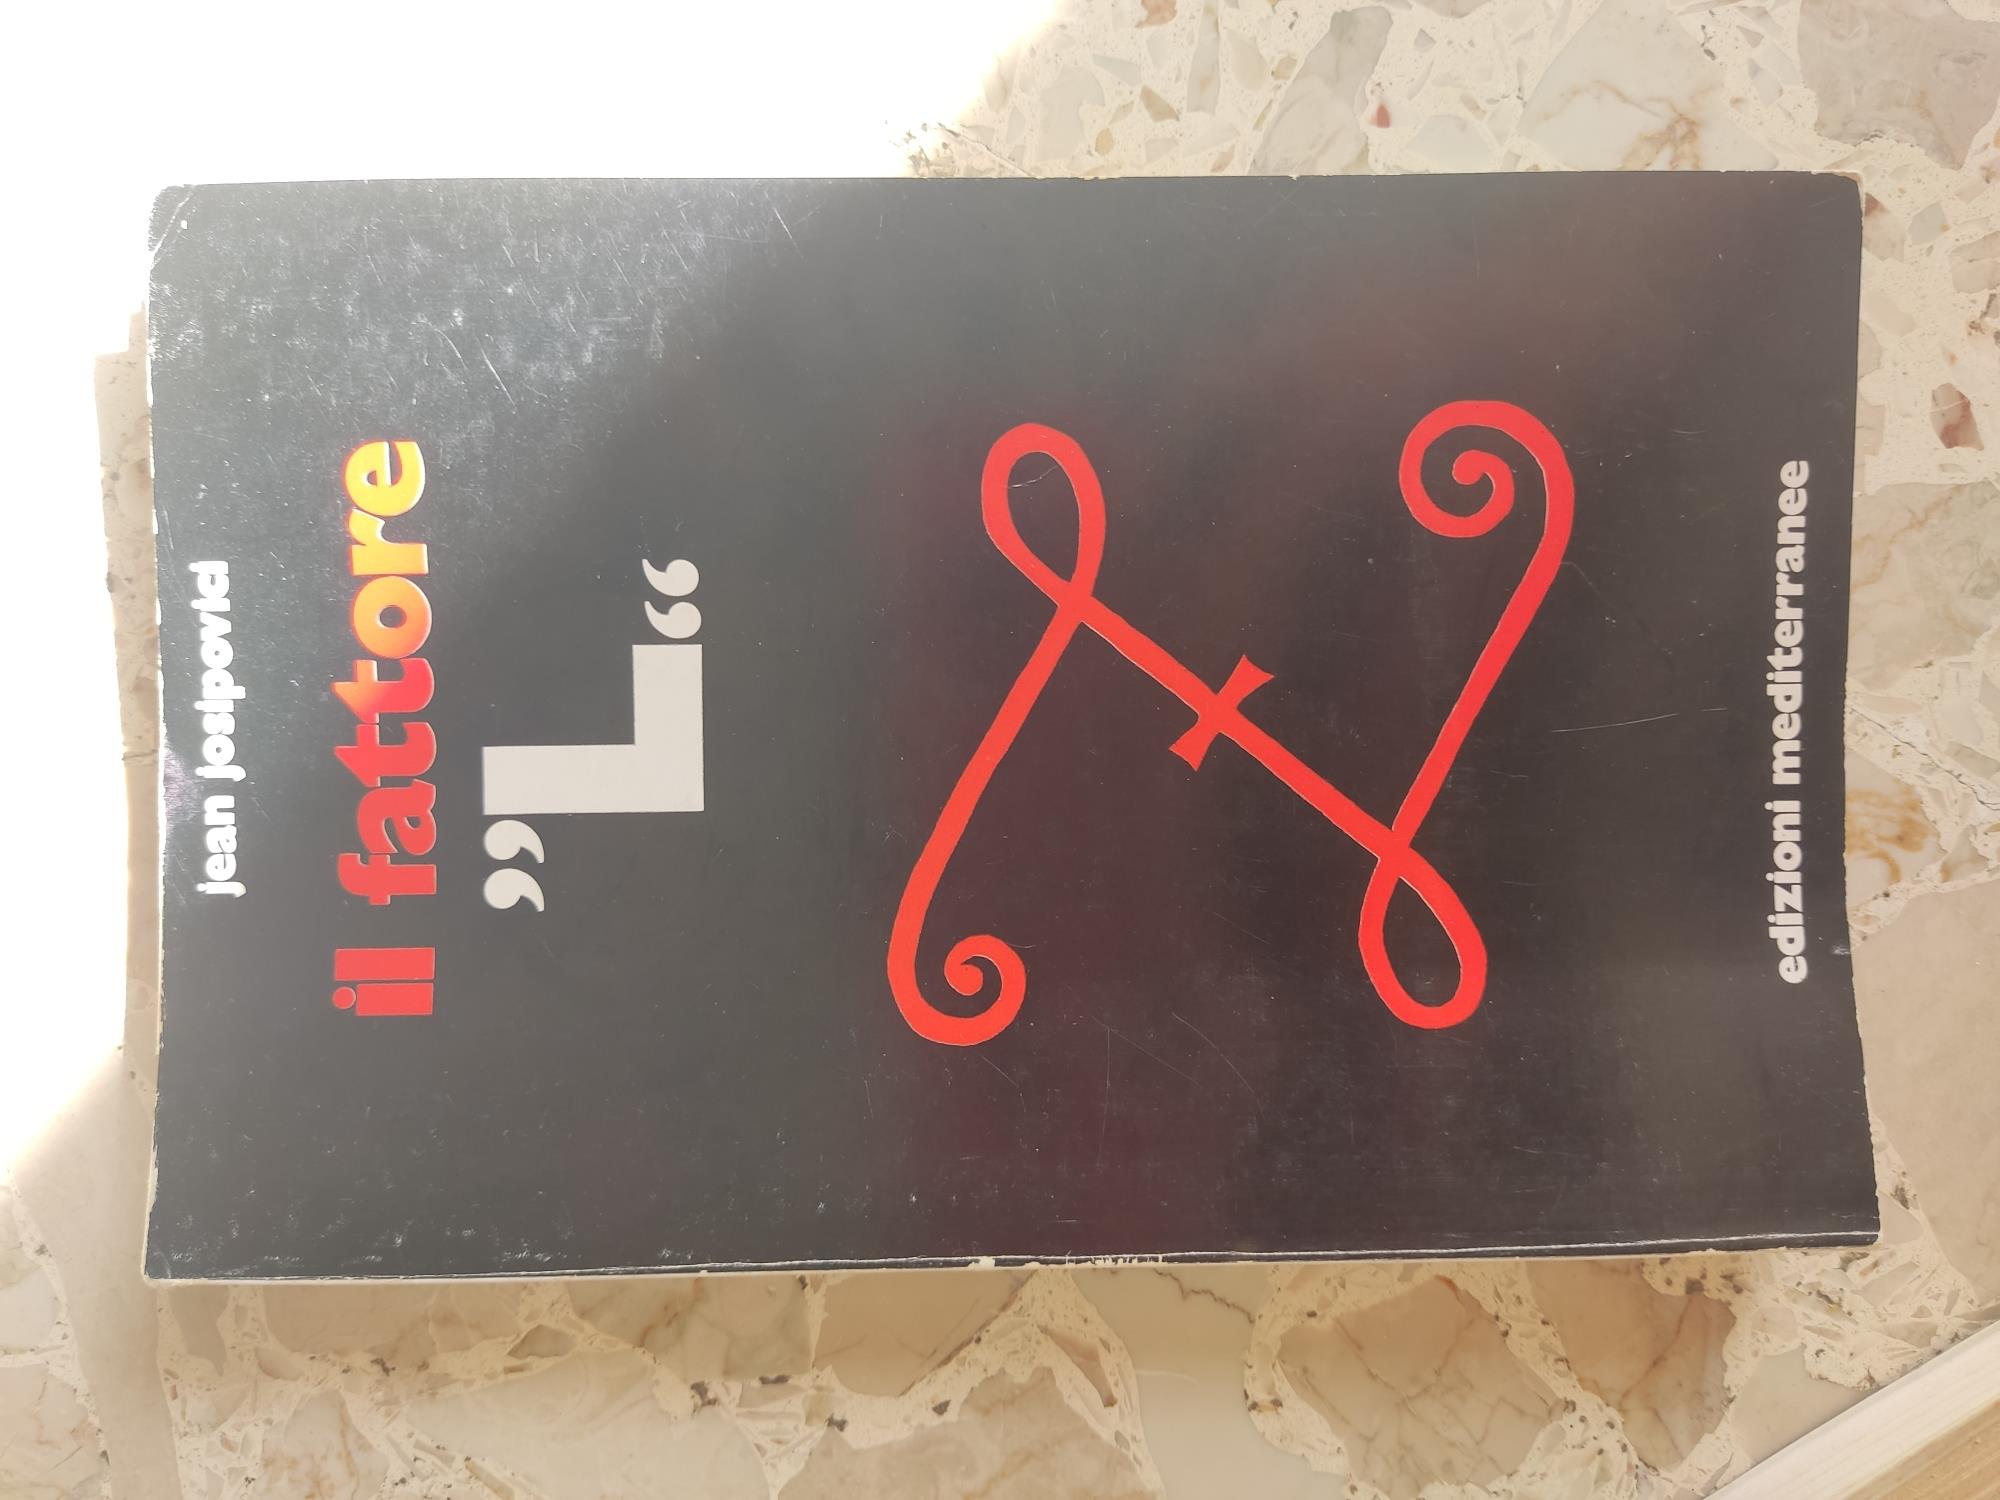 jean josipovici
il fattore
”L“
edizioni mediterranee